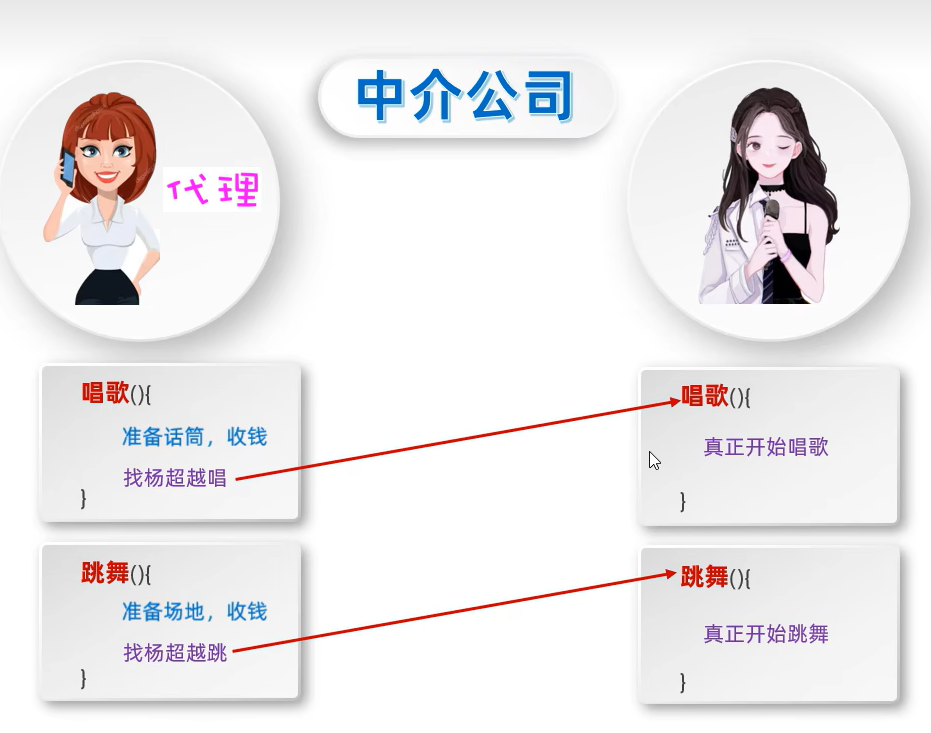 中介公司
代理
唱歌(){
准备话筒，收钱
找杨超越唱
}
跳舞(){
准备场地，收钱
找杨超越跳
}
唱歌(){
真正开始唱歌
}
跳舞(){
真正开始跳舞
}